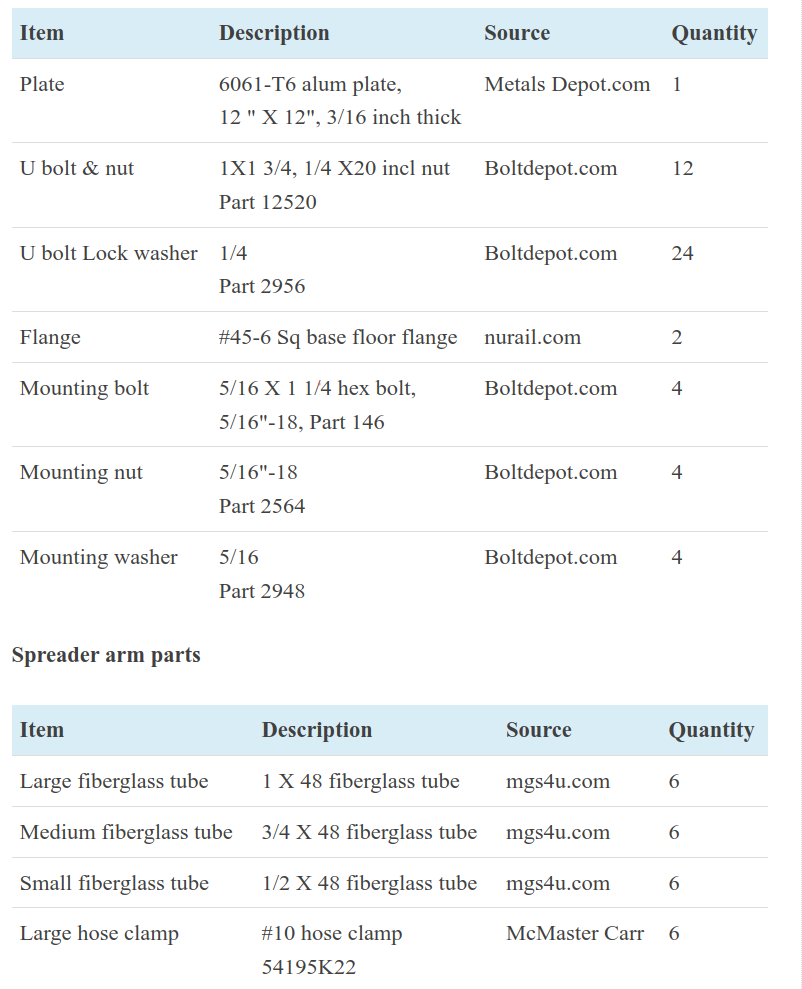 Item Description Source Quantity
Plate 6061-T6 alum plate, Metals Depot.com 1
12 " X 12", 3/16 inch thick
U bolt & nut 1X1 3/4, 1/4 X20 incl nut Boltdepot.com 12
Part 12520
U bolt Lock washer 1/4 Boltdepot.com 24
Part 2956
Flange #45-6 Sq base floor flange nurail.com 2
Mounting bolt 5/16 X 1 1/4 hex bolt, Boltdepot.com 4
5/16"-18, Part 146
Mounting nut 5/16"-18 Boltdepot.com 4
Part 2564
Mounting washer 5/16 Boltdepot.com 4
Part 2948
Spreader arm parts
Item Description Source Quantity
Large fiberglass tube 1 X 48 fiberglass tube mgs4u.com 6
Medium fiberglass tube 3/4 X 48 fiberglass tube mgs4u.com 6
Small fiberglass tube 1/2 X 48 fiberglass tube mgs4u.com 6
Large hose clamp #10 hose clamp McMaster Carr 6
54195K22